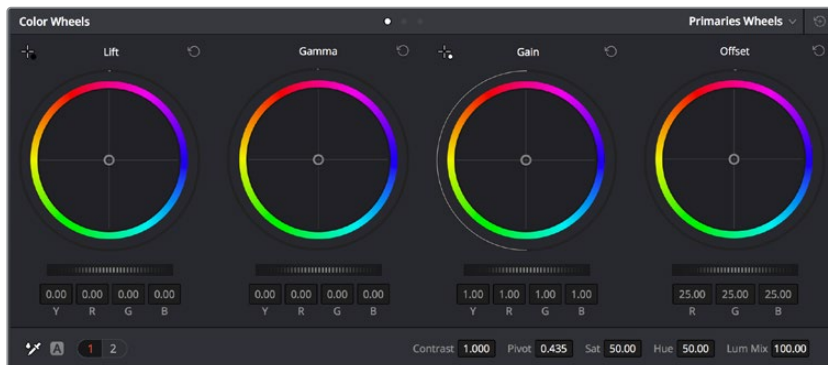 Color Wheels Primaries Wheels
Lift Gamma Gain Offset
0.00 0.00 0.00 0.00 0.00 0.00 0.00 0.00 1.00 1.00 1.00 1.00 25.00 25.00 25.00
Y R G B Y R G B Y R G B R G B
A 1 2 Contrast 1.000 Pivot 0.435 Sat 50.00 Hue 50.00 Lum Mix 100.00